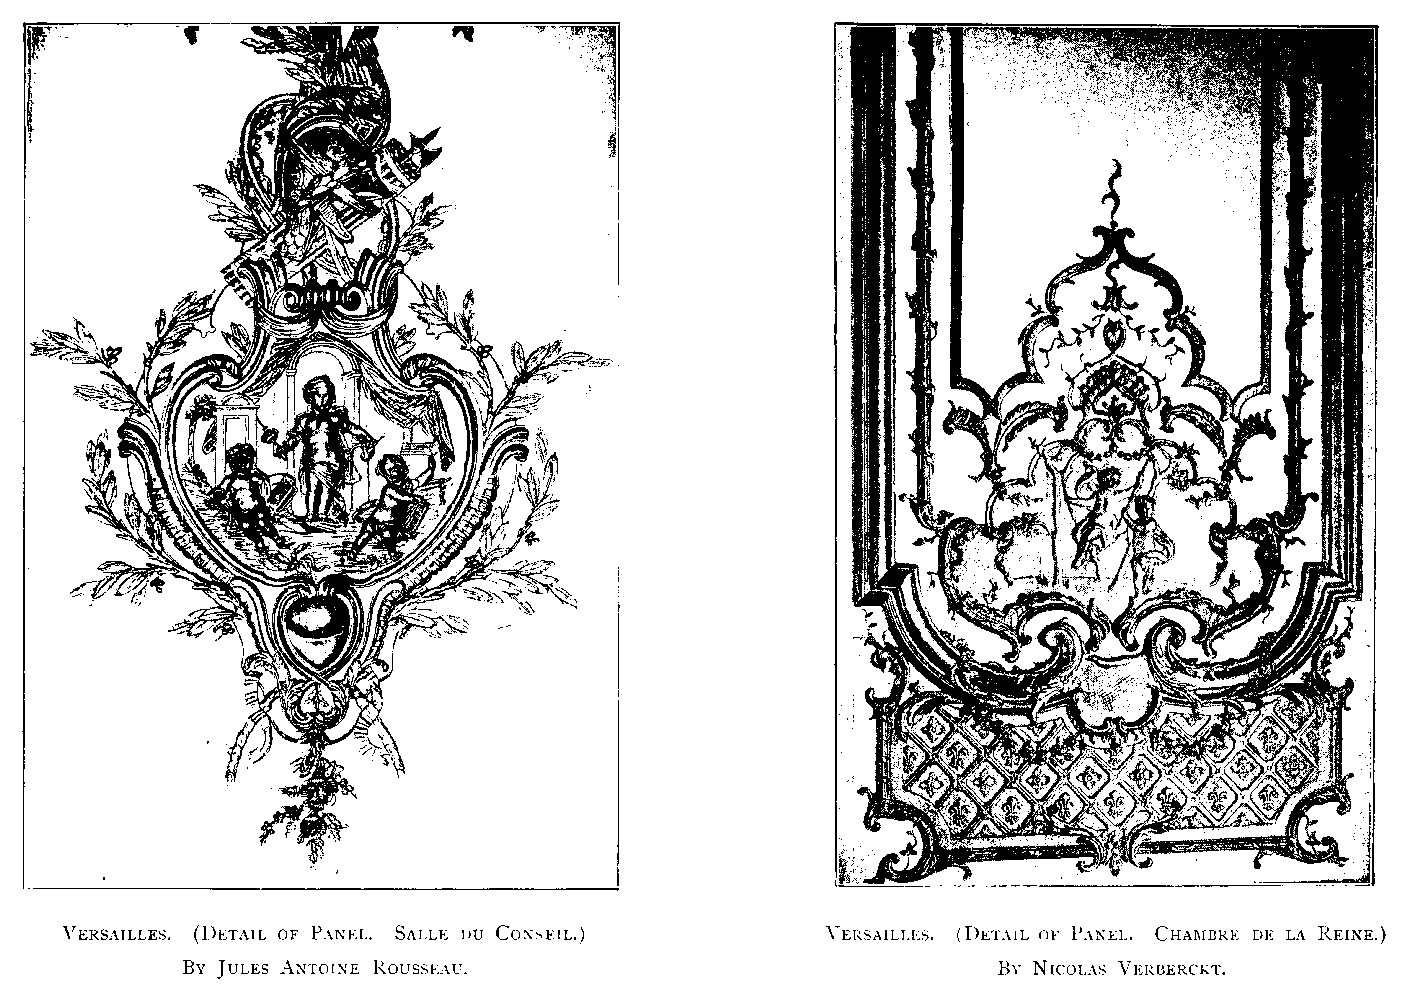 VERSAILLES. (DETAIL OF PANEL. SALLE DU CONSEIL.)
BY JULES ANTOINE ROUSSEAU.
VERSAILLES. (DETAIL OF PANEL. CHAMBRE DE LA REINE.)
BY NICOLAS VERBERCKT.